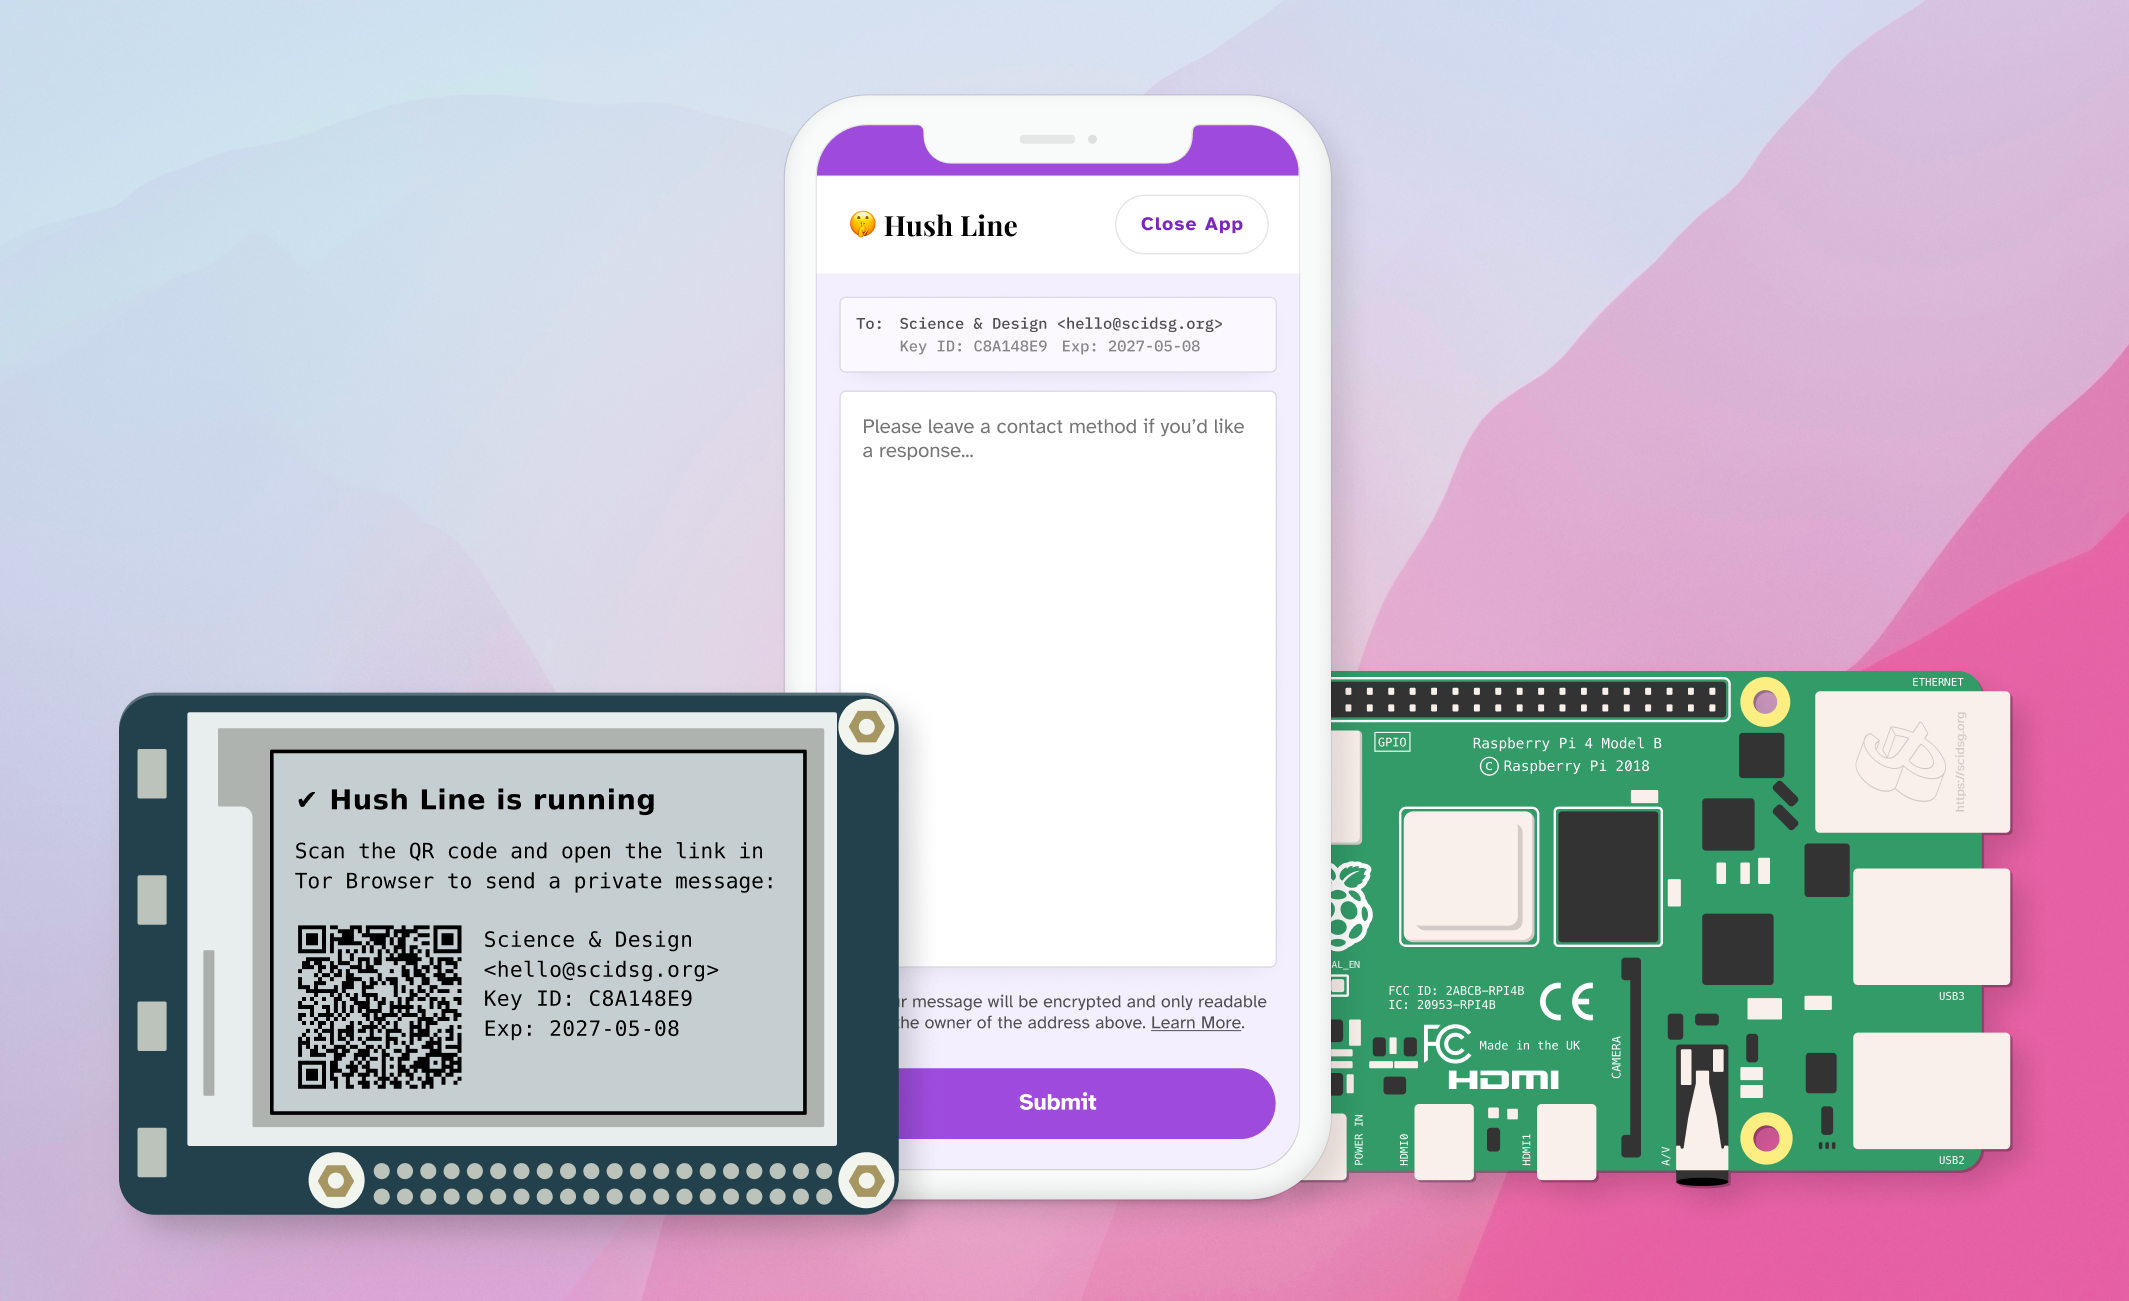 Hush Line
Close App
To: Science & Design <hello@scidsg.org>
Key ID: C8A148E9 Exp: 2027-05-08
Please leave a contact method if you’d like
a response...
message will be encrypted and only readable
the owner of the address above. Learn More.
Submit
✔ Hush Line is running
Scan the QR code and open the link in
Tor Browser to send a private message:
Science & Design
<hello@scidsg.org>
Key ID: C8A148E9
Exp: 2027-05-08
ETHERNET
GPIO
Raspberry Pi 4 Model B
© Raspberry Pi 2018
https://scidsg.org
AL_EN
FCC ID: 2ABCB-RPI4B
IC: 20953-RPI4B
CE
FC
Made in the UK
HDMI
CAMERA
USB3
POWER IN
HDMI0
HDMI1
A/V
USB2